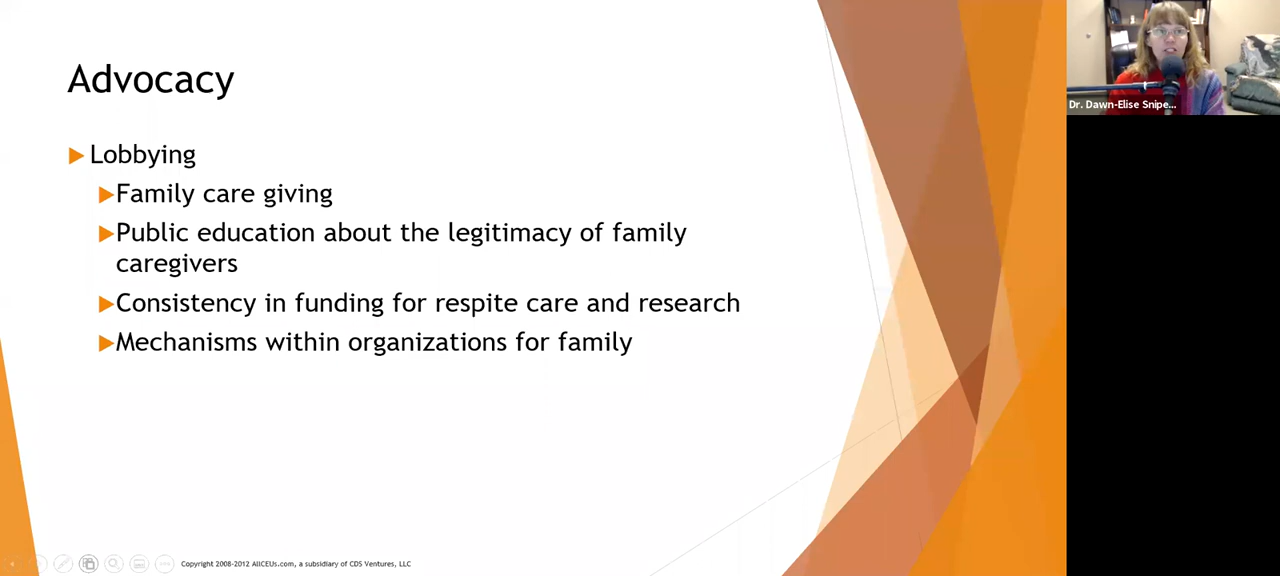 Advocacy
Lobbying
Family care giving
Public education about the legitimacy of family
caregivers
Consistency in funding for respite care and research
Mechanisms within organizations for family
Copyright 2008-2012 AllCEUs.com, a subsidiary of CDS Ventures, LLC
Dr. Dawn-Elise Snipe...